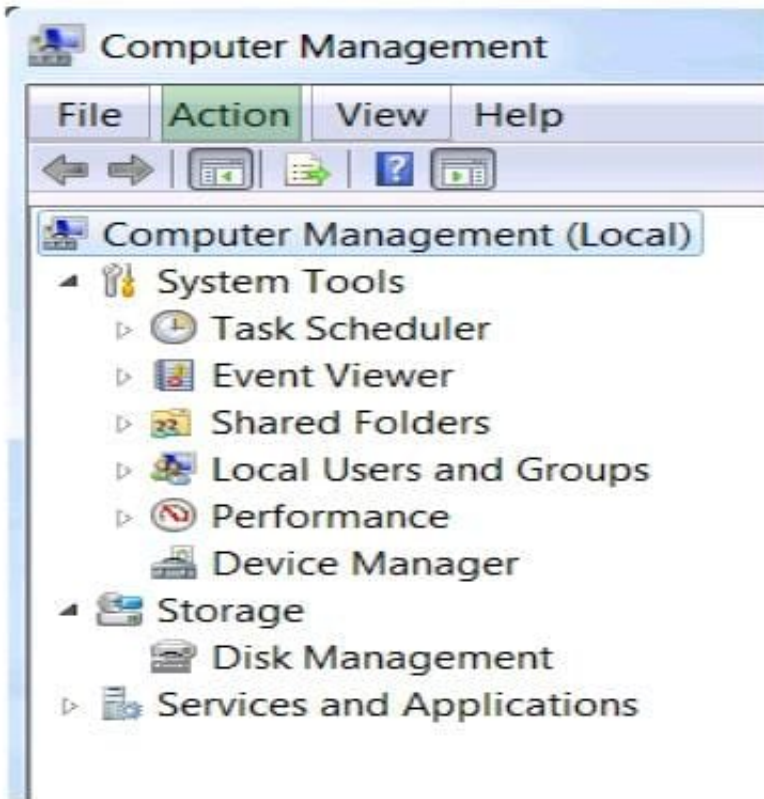 Computer Management
File Action View Help
?
Computer Management (Local)
System Tools
Task Scheduler
Event Viewer
Shared Folders
Local Users and Groups
Performance
Device Manager
Storage
Disk Management
Services and Applications